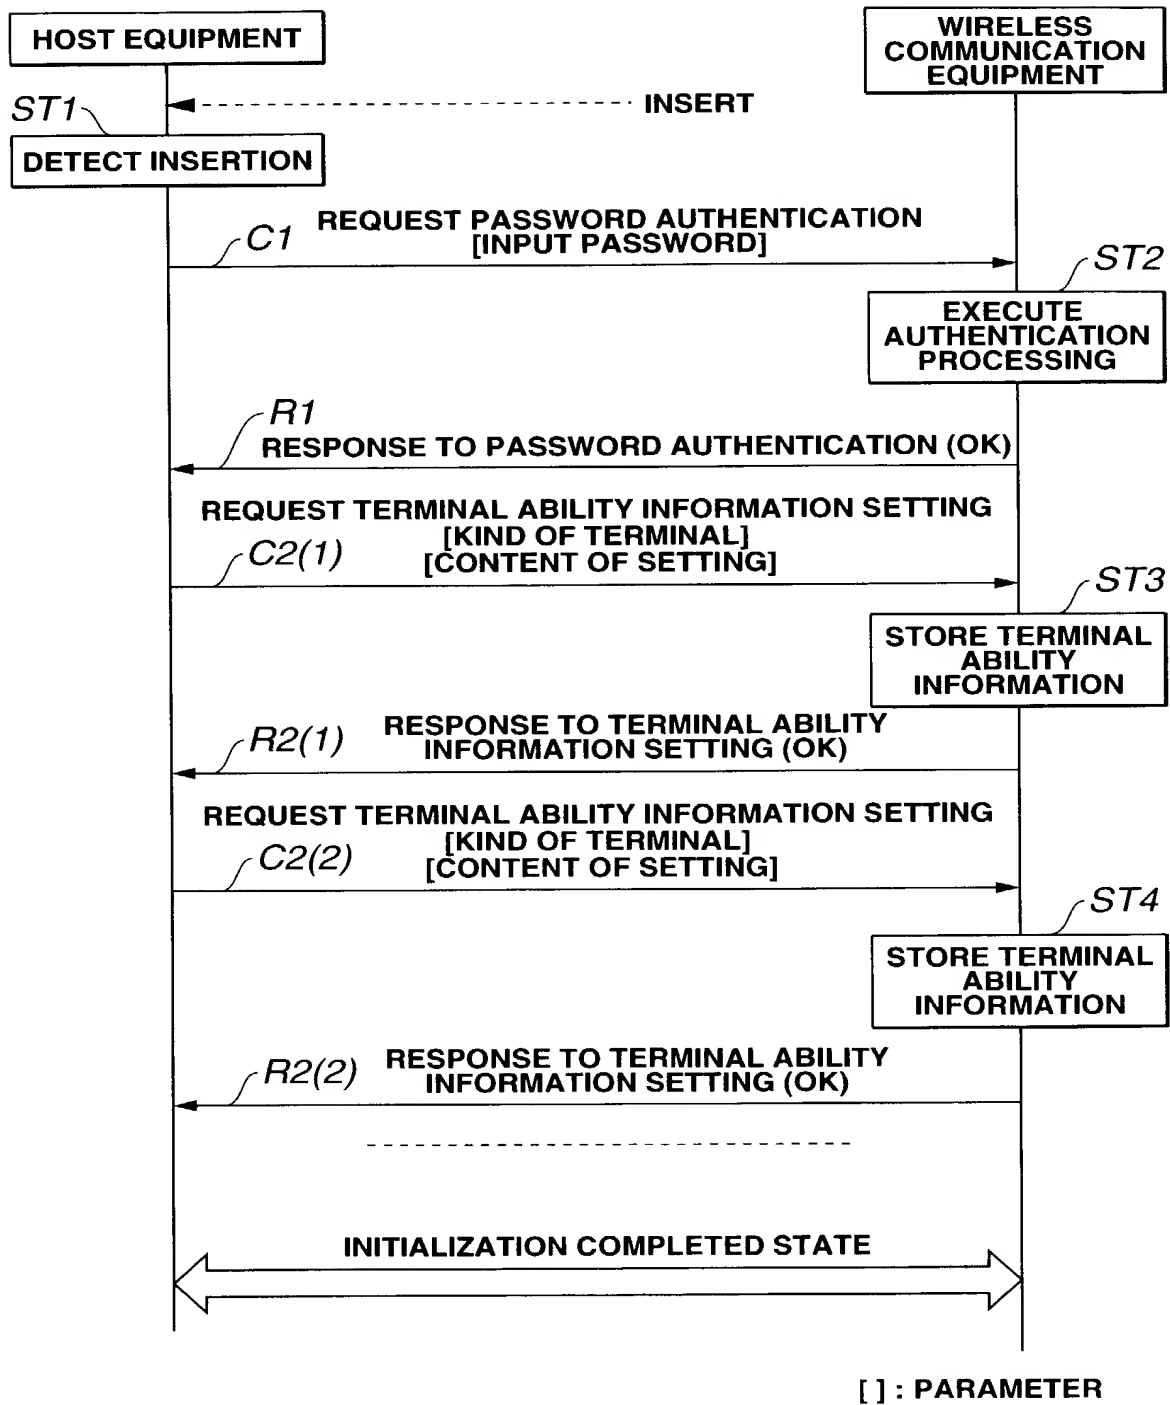 HOST EQUIPMENT
WIRELESS
COMMUNICATION
EQUIPMENT
INSERT
ST1
DETECT INSERTION
REQUEST PASSWORD AUTHENTICATION
[INPUT PASSWORD]
C1
ST2
EXECUTE
AUTHENTICATION
PROCESSING
R1
RESPONSE TO PASSWORD AUTHENTICATION (OK)
REQUEST TERMINAL ABILITY INFORMATION SETTING
[KIND OF TERMINAL]
[CONTENT OF SETTING]
C2(1)
ST3
STORE TERMINAL
ABILITY
INFORMATION
R2(1)
RESPONSE TO TERMINAL ABILITY
INFORMATION SETTING (OK)
REQUEST TERMINAL ABILITY INFORMATION SETTING
[KIND OF TERMINAL]
[CONTENT OF SETTING]
C2(2)
ST4
STORE TERMINAL
ABILITY
INFORMATION
R2(2)
RESPONSE TO TERMINAL ABILITY
INFORMATION SETTING (OK)
INITIALIZATION COMPLETED STATE
[ ] : PARAMETER